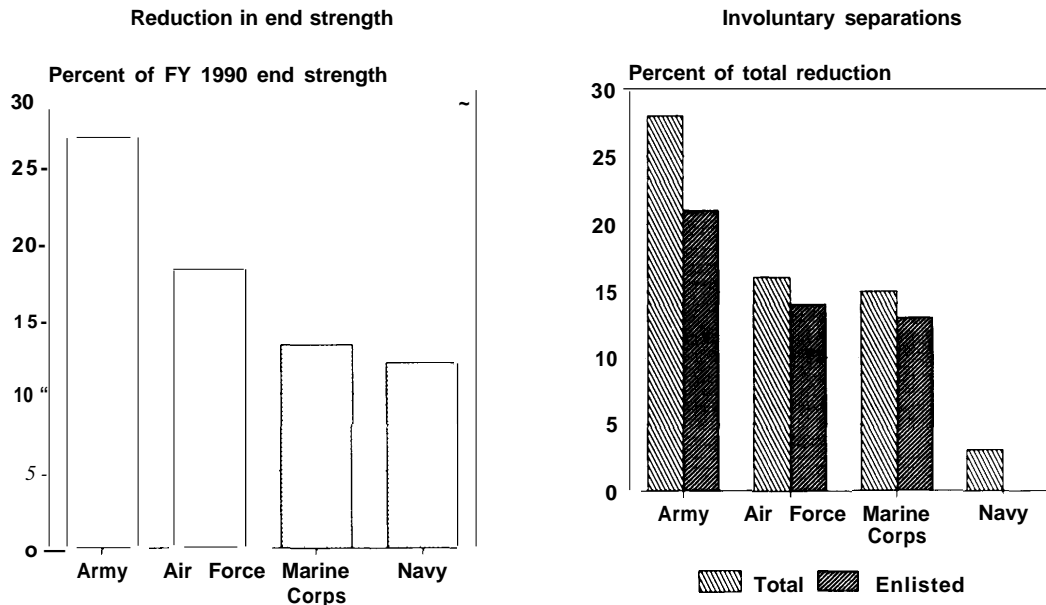 Reduction in end strength
Percent of FY 1990 end strength
30
~
25-
20-
15-
10 “
5 -
o —
Army Air Force Marine Navy
Corps
Involuntary separations
Percent of total reduction
30
25
20
15
10
5
0
Army Air Force Marine Navy
Corps
Total Enlisted